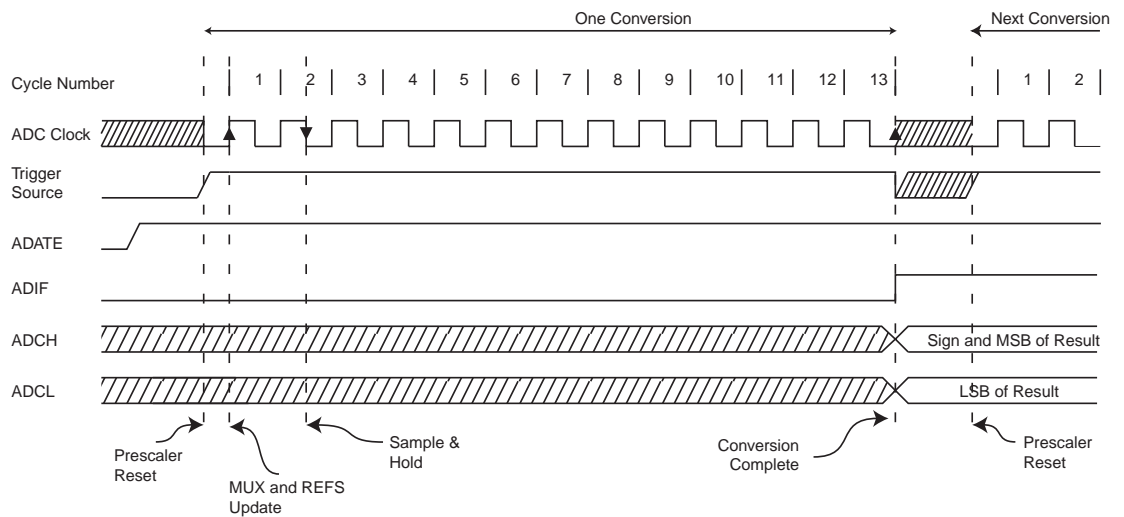 One Conversion
Next Conversion
Cycle Number
1 2 3 4 5 6 7 8 9 10 11 12 13 1 2
ADC Clock
Trigger
Source
ADATE
ADIF
ADCH
Sign and MSB of Result
ADCL
LSB of Result
Prescaler
Reset
MUX and REFS
Update
Sample &
Hold
Conversion
Complete
Prescaler
Reset